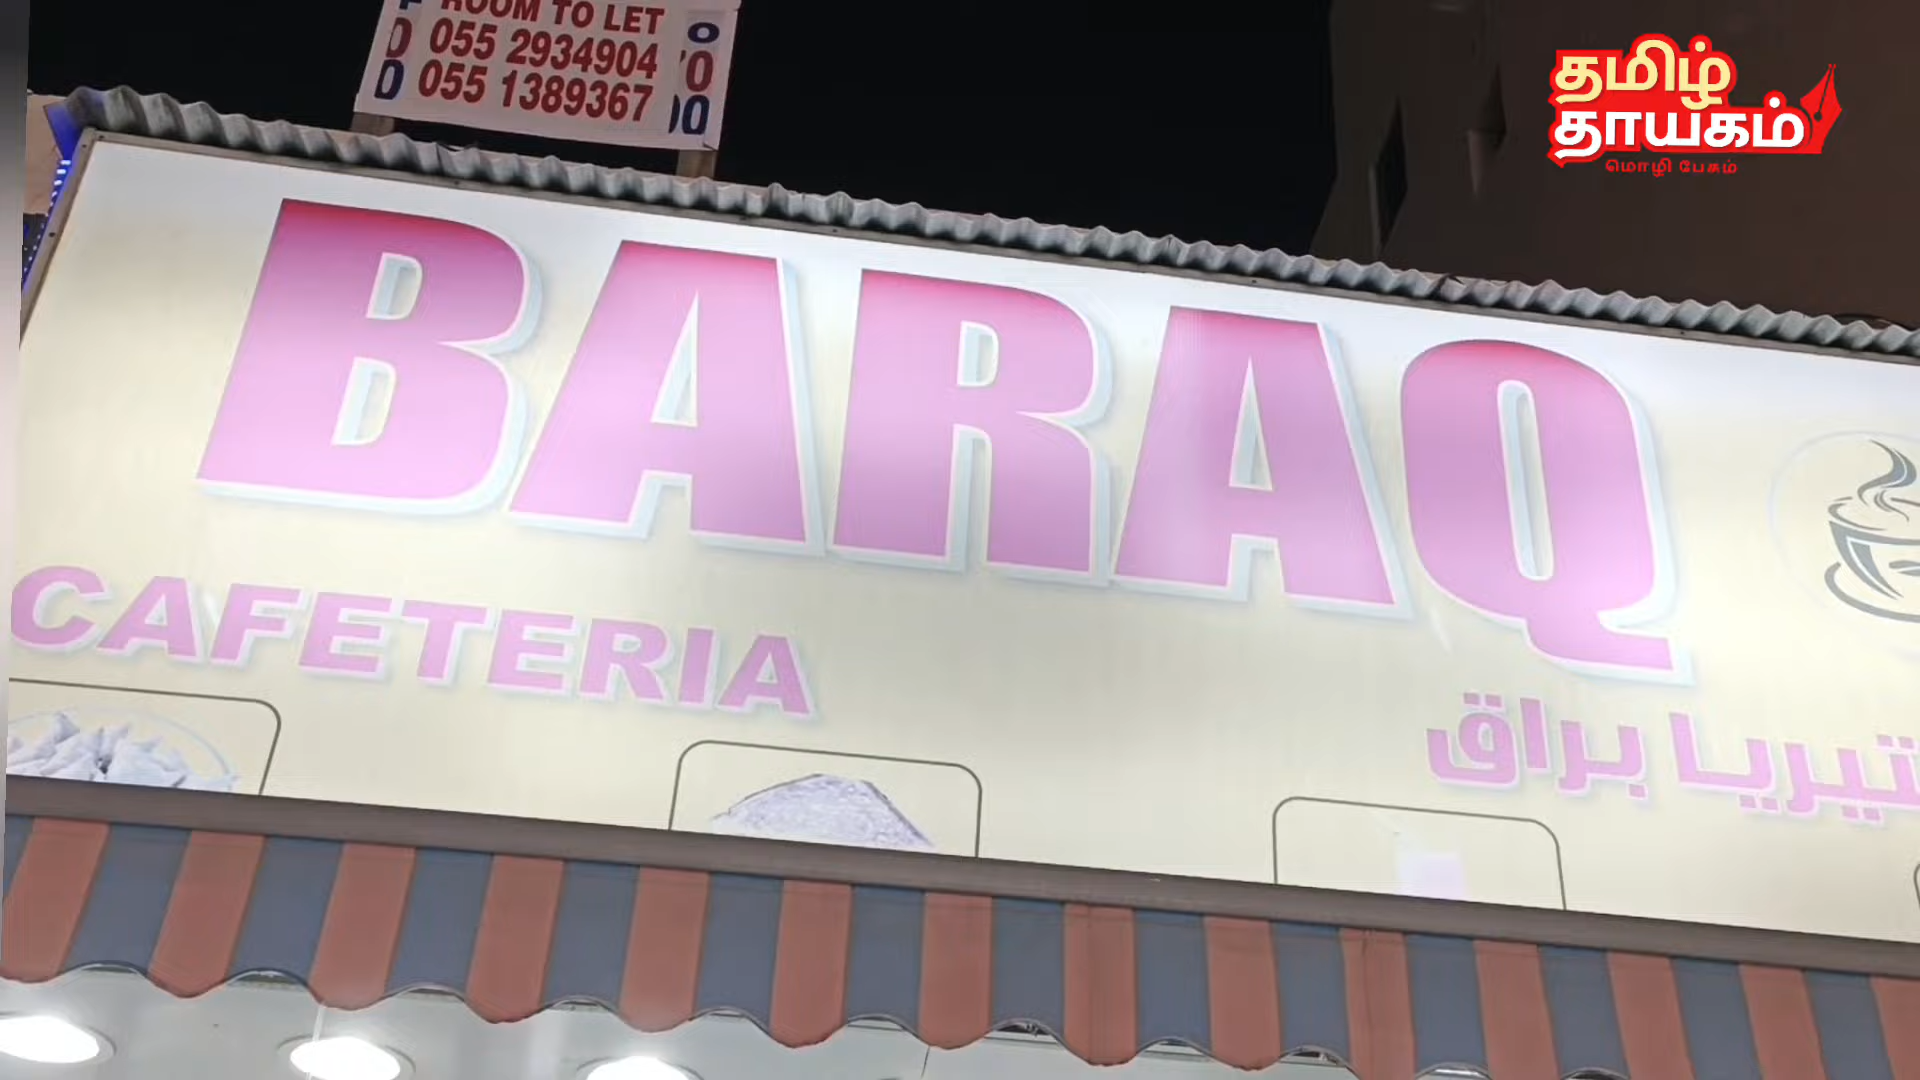 ROOM TO LET
055 2934904
055 1389367
தமிழ்
தாயகம்
மொழி பேசும்
BARAQ
CAFETERIA
تيريا براق